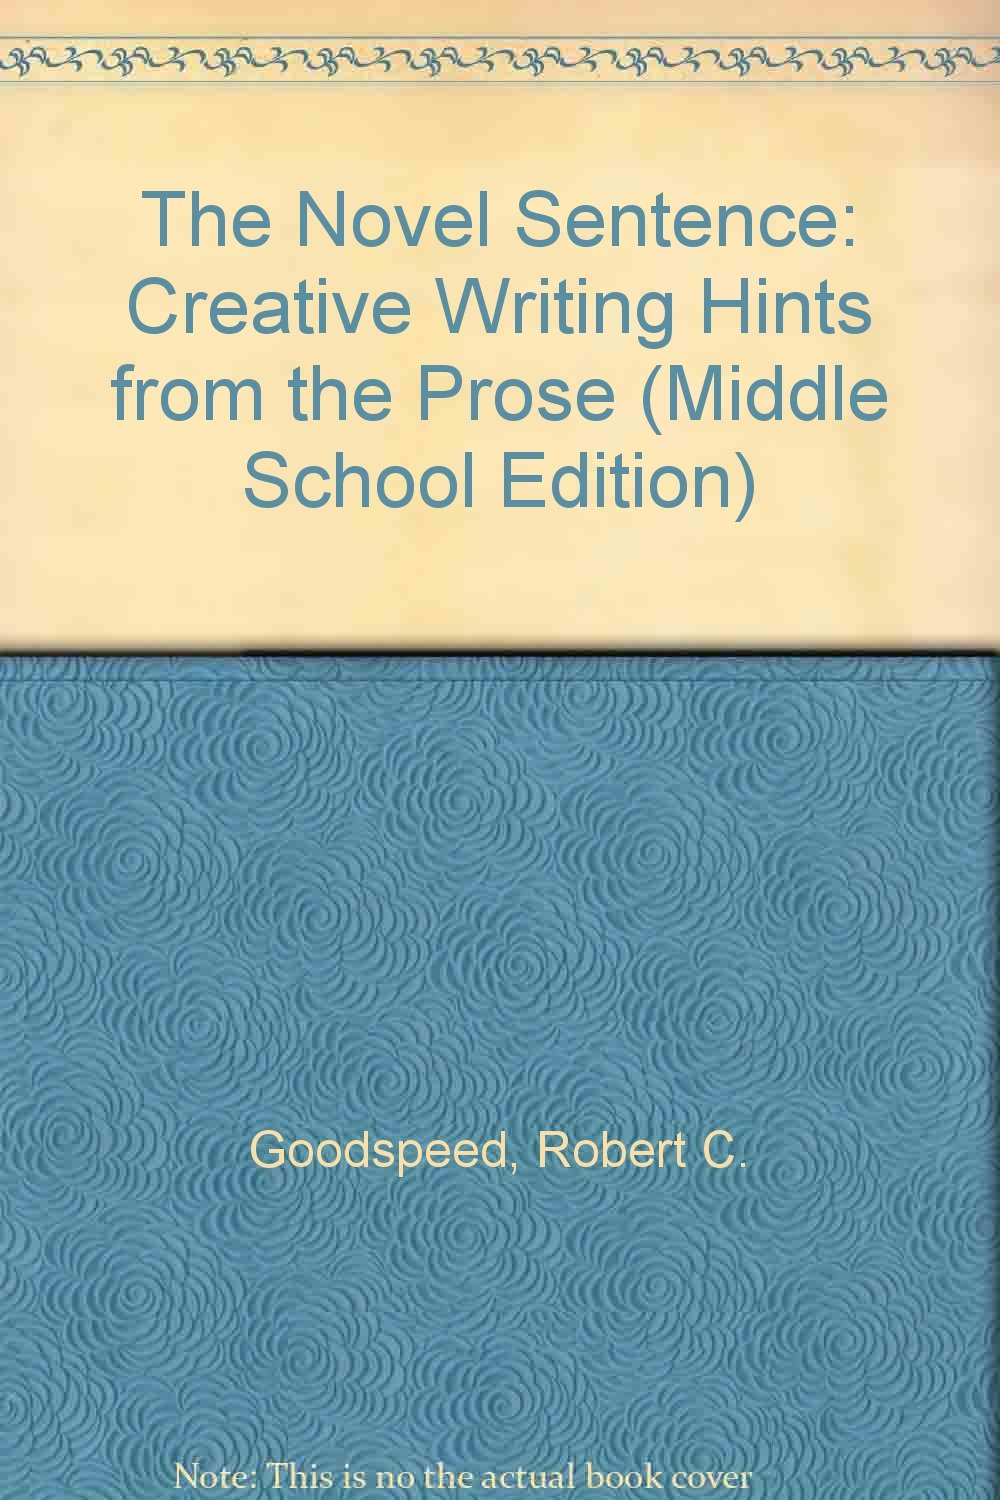 The Novel Sentence:
Creative Writing Hints
from the Prose (Middle
School Edition)
Goodspeed, Robert C.
Note: This is no the actual book cover